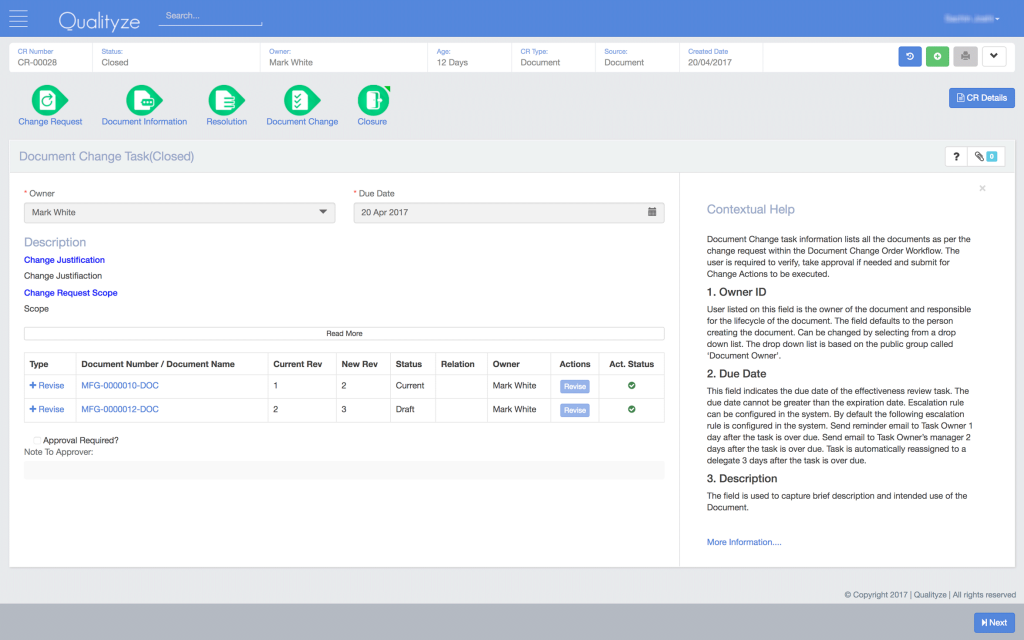 Qualityze
Search...
CR Number
CR-00028
Status:
Closed
Owner:
Mark White
Age:
12 Days
CR Type:
Document
Source:
Document
Created Date
20/04/2017
Change Request
Document Information
Resolution
Document Change
Closure
CR Details
Document Change Task(Closed)
? 0
* Owner
Mark White
* Due Date
20 Apr 2017
Description
Change Justification
Change Justifiaction
Change Request Scope
Scope
Read More
Type Document Number / Document Name Current Rev New Rev Status Relation Owner Actions Act. Status
+ Revise MFG-0000010-DOC 1 2 Current Mark White Revise
+ Revise MFG-0000012-DOC 2 3 Draft Mark White Revise
Approval Required?
Note To Approver:
×
Contextual Help
Document Change task information lists all the documents as per the
change request within the Document Change Order Workflow. The
user is required to verify, take approval if needed and submit for
Change Actions to be executed.
1. Owner ID
User listed on this field is the owner of the document and responsible
for the lifecycle of the document. The field defaults to the person
creating the document. Can be changed by selecting from a drop
down list. The drop down list is based on the public group called
'Document Owner'.
2. Due Date
This field indicates the due date of the effectiveness review task. The
due date cannot be greater than the expiration date. Escalation rule
can be configured in the system. By default the following escalation
rule is configured in the system. Send reminder email to Task Owner 1
day after the task is over due. Send email to Task Owner's manager 2
days after the task is over due. Task is automatically reassigned to a
delegate 3 days after the task is over due.
3. Description
The field is used to capture brief description and intended use of the
Document.
More Information....
© Copyright 2017 | Qualityze | All rights reserved
Next